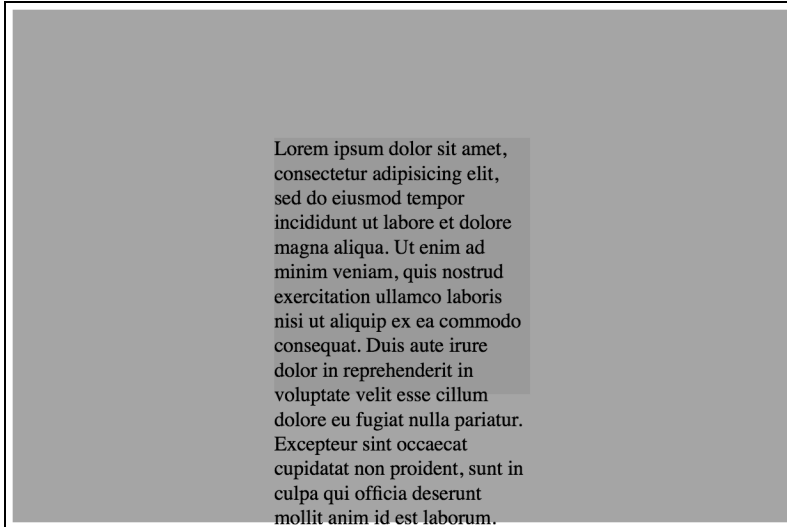 Lorem ipsum dolor sit amet,
consectetur adipisicing elit,
sed do eiusmod tempor
incididunt ut labore et dolore
magna aliqua. Ut enim ad
minim veniam, quis nostrud
exercitation ullamco laboris
nisi ut aliquip ex ea commodo
consequat. Duis aute irure
dolor in reprehenderit in
voluptate velit esse cillum
dolore eu fugiat nulla pariatur.
Excepteur sint occaecat
cupidatat non proident, sunt in
culpa qui officia deserunt
mollit anim id est laborum.